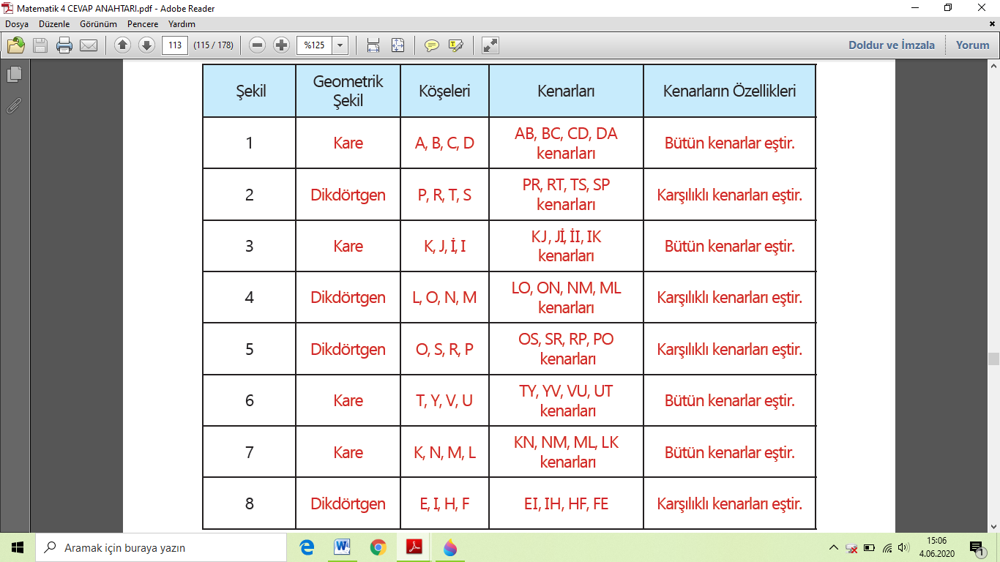 Matematik 4 CEVAP ANAHTARI.pdf - Adobe Reader
Dosya Düzenle Görünüm Pencere Yardım
113 (115 / 178) %125 Doldur ve İmzala Yorum
Şekil Geometrik Şekil Köşeleri Kenarları Kenarların Özellikleri
1 Kare A, B, C, D AB, BC, CD, DA kenarları Bütün kenarlar eştir.
2 Dikdörtgen P, R, T, S PR, RT, TS, SP kenarları Karşılıklı kenarları eştir.
3 Kare K, J, İ, I KJ, Jİ, İI, IK kenarları Bütün kenarlar eştir.
4 Dikdörtgen L, O, N, M LO, ON, NM, ML kenarları Karşılıklı kenarları eştir.
5 Dikdörtgen O, S, R, P OS, SR, RP, PO kenarları Karşılıklı kenarları eştir.
6 Kare T, Y, V, U TY, YV, VU, UT kenarları Bütün kenarlar eştir.
7 Kare K, N, M, L KN, NM, ML, LK kenarları Bütün kenarlar eştir.
8 Dikdörtgen E, I, H, F EI, IH, HF, FE Karşılıklı kenarları eştir.
Aramak için buraya yazın
15:06
4.06.2020
1